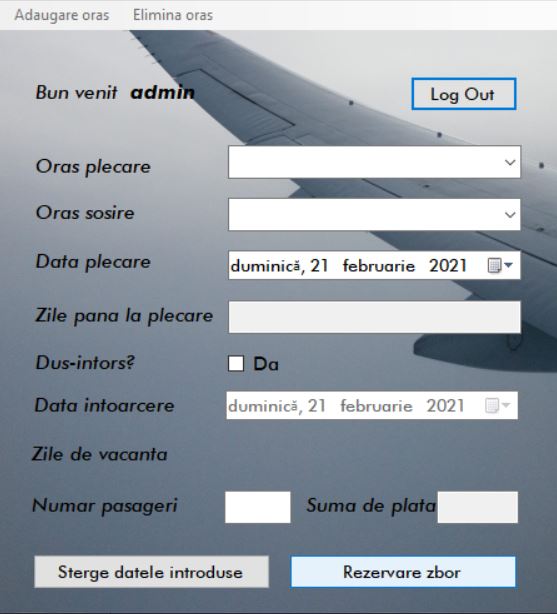 Adaugare oras Elimina oras
Bun venit admin Log Out
Oras plecare
Oras sosire
Data plecare duminică, 21 februarie 2021
Zile pana la plecare
Dus-intors? Da
Data intoarcere duminică, 21 februarie 2021
Zile de vacanta
Numar pasageri Suma de plata
Sterge datele introduse Rezervare zbor